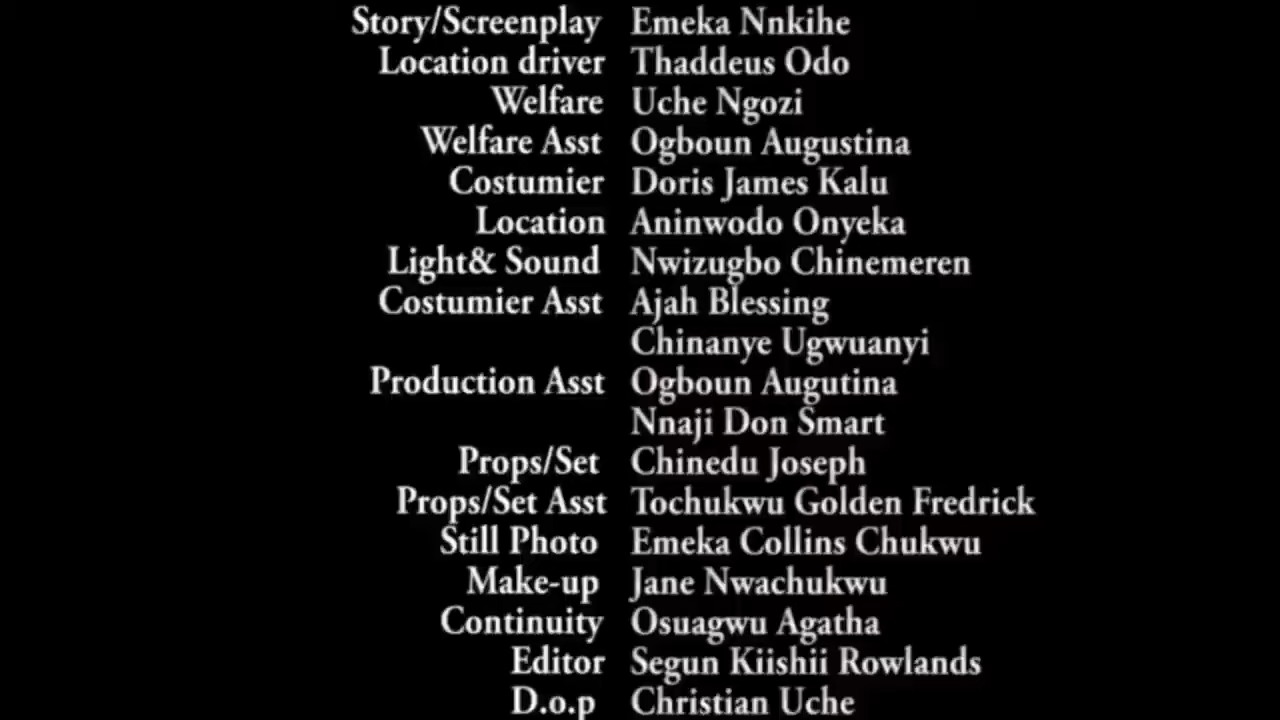 Story/Screenplay Emeka Nnkihe
Location driver Thaddeus Odo
Welfare Uche Ngozi
Welfare Asst Ogboun Augustina
Costumier Doris James Kalu
Location Aninwodo Onyeka
Light& Sound Nwizugbo Chinemeren
Costumier Asst Ajah Blessing
Chinanye Ugwuanyi
Production Asst Ogboun Augutina
Nnaji Don Smart
Props/Set Chinedu Joseph
Props/Set Asst Tochukwu Golden Fredrick
Still Photo Emeka Collins Chukwu
Make-up Jane Nwachukwu
Continuity Osuagwu Agatha
Editor Segun Kiishii Rowlands
D.o.p Christian Uche